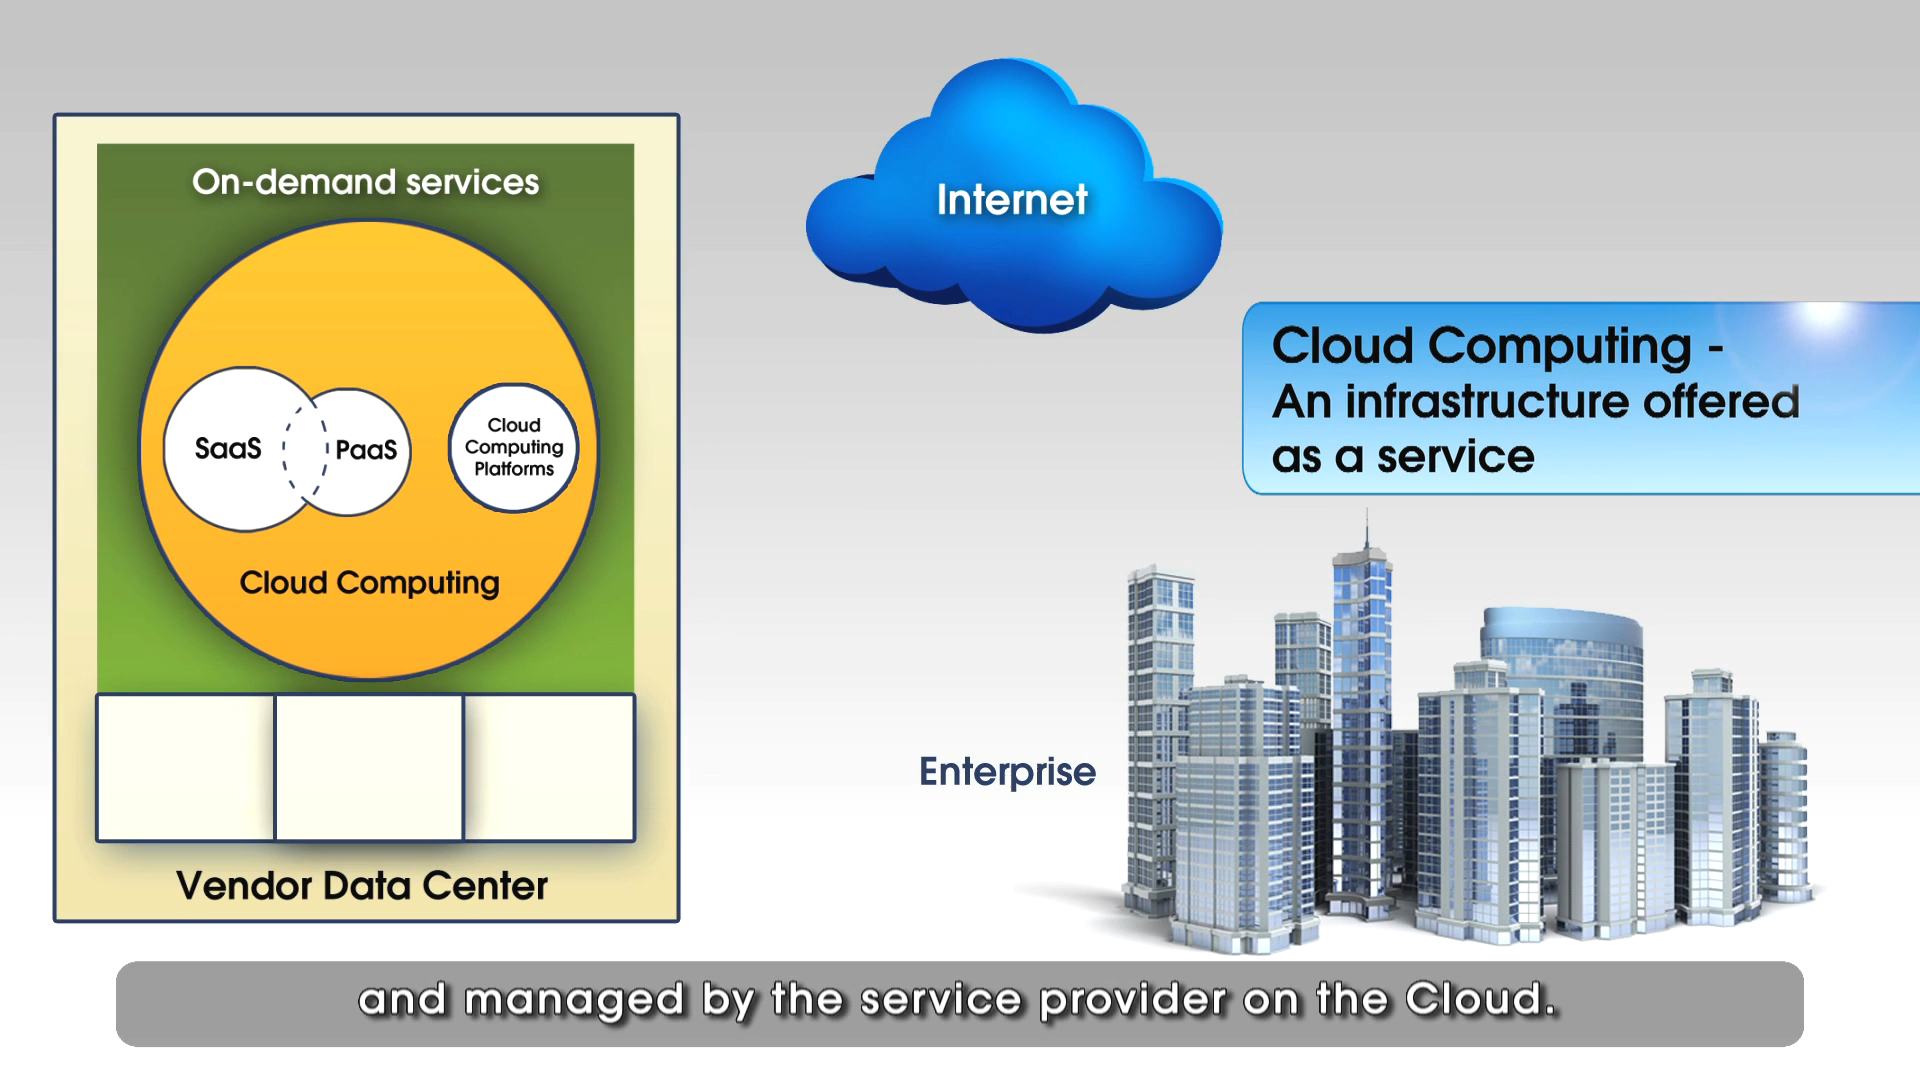 On-demand services
SaaS
PaaS
Cloud
Computing
Platforms
Cloud Computing
Vendor Data Center
Internet
Cloud Computing -
An infrastructure offered
as a service
Enterprise
and managed by the service provider on the Cloud.